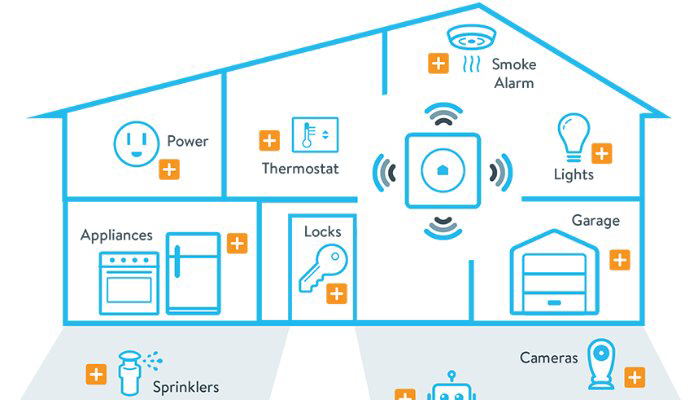 Smoke
Alarm
Power
Thermostat
Lights
Appliances
Locks
Garage
Sprinklers
Cameras